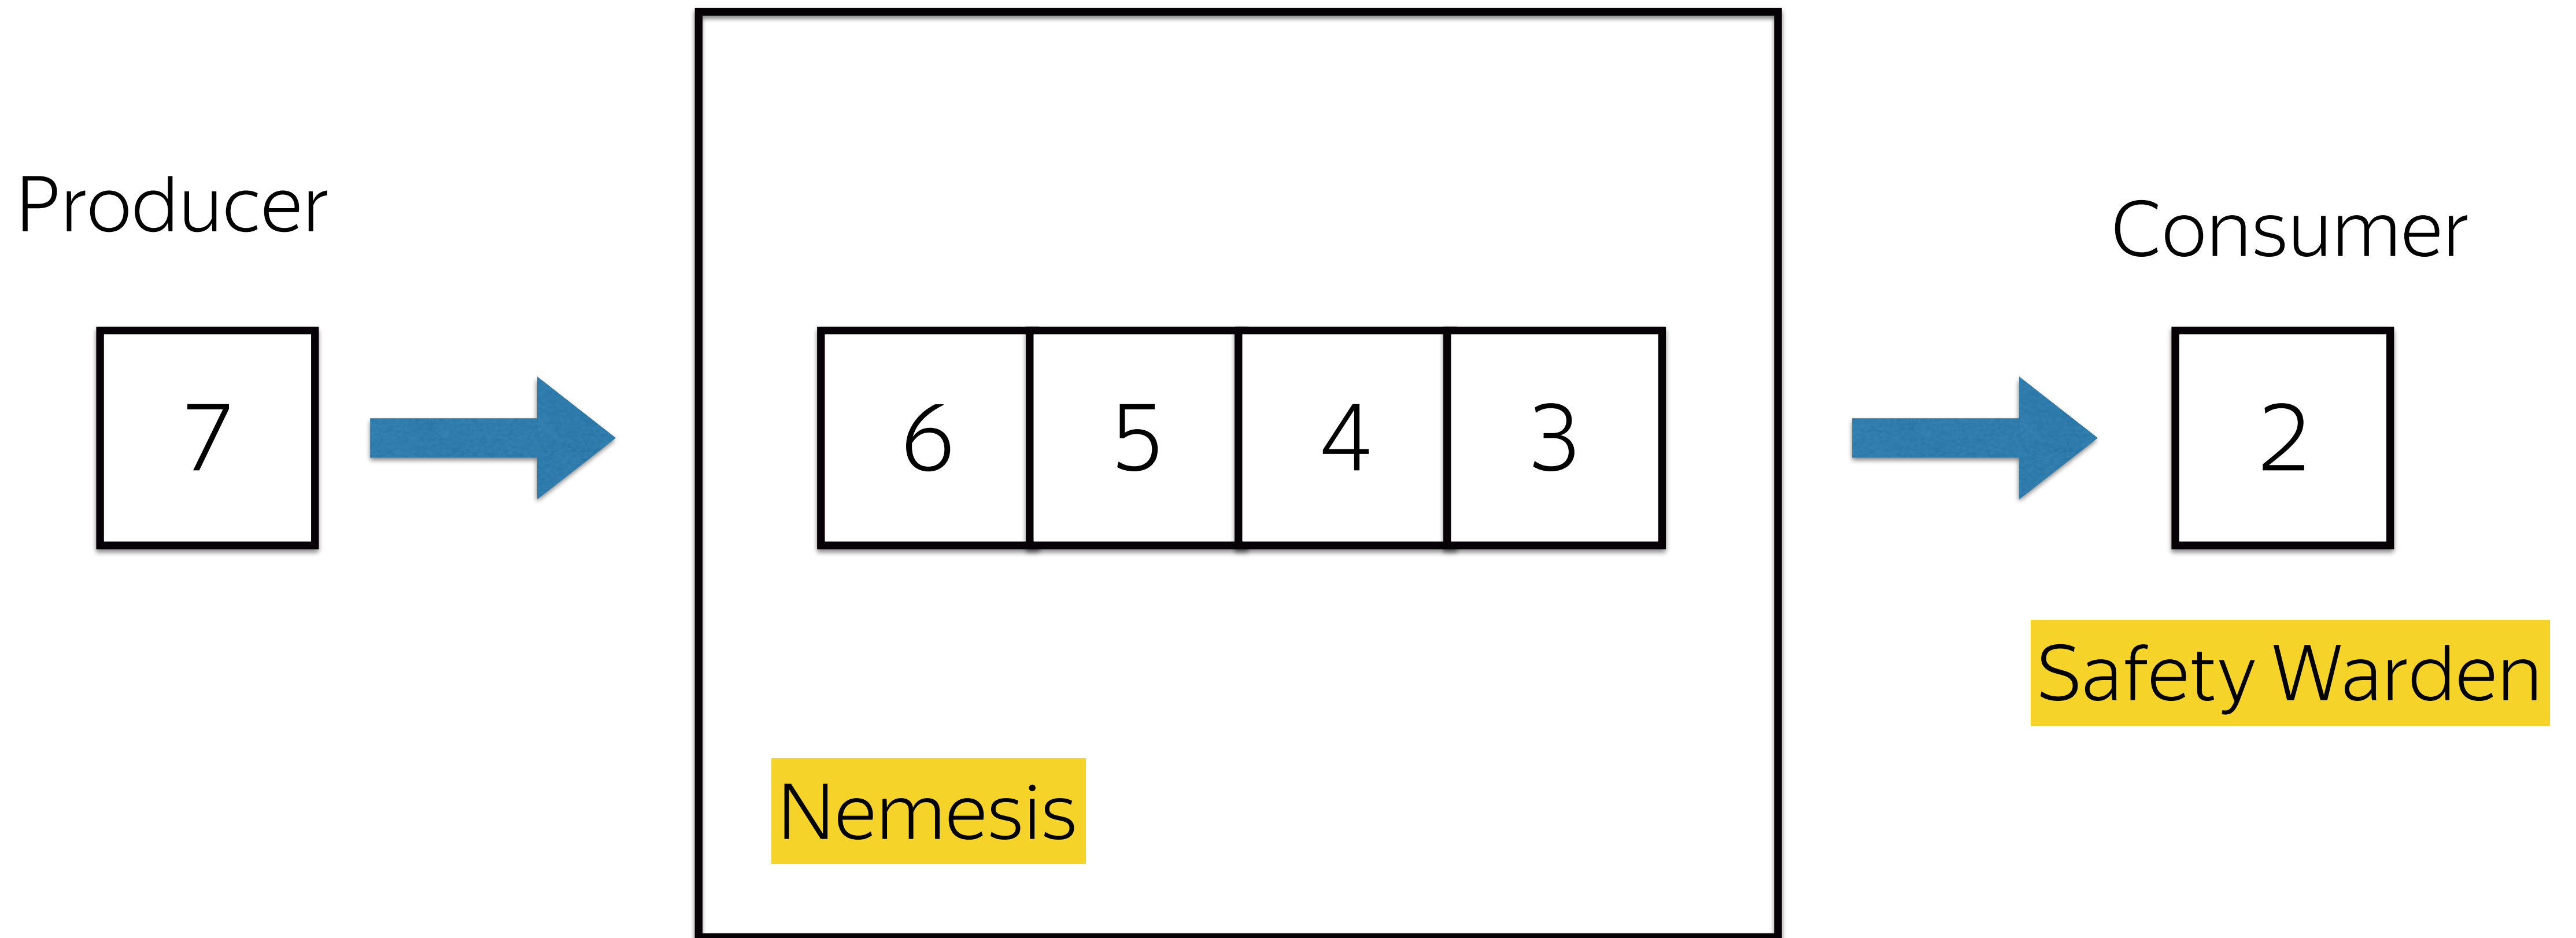 Producer
Consumer
7
6 5 4 3
2
Safety Warden
Nemesis